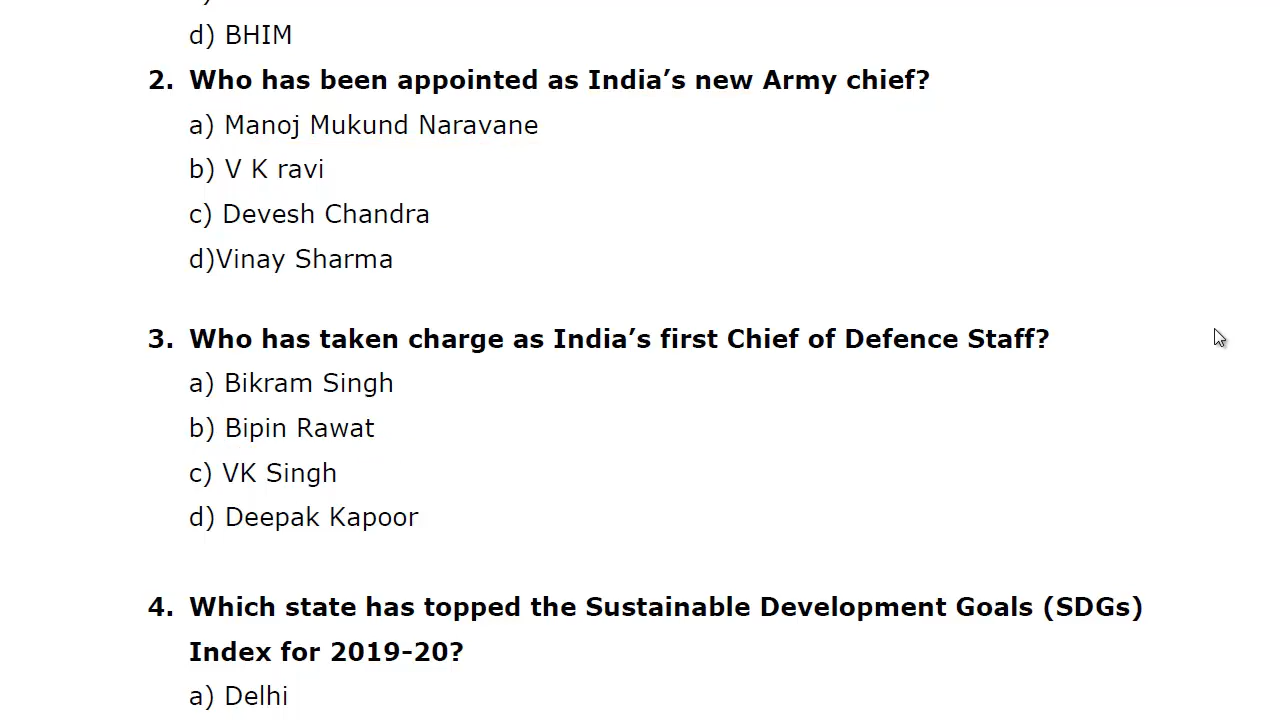 d) BHIM
2. Who has been appointed as India’s new Army chief?
a) Manoj Mukund Naravane
b) V K ravi
c) Devesh Chandra
d)Vinay Sharma
3. Who has taken charge as India’s first Chief of Defence Staff?
a) Bikram Singh
b) Bipin Rawat
c) VK Singh
d) Deepak Kapoor
4. Which state has topped the Sustainable Development Goals (SDGs)
Index for 2019-20?
a) Delhi